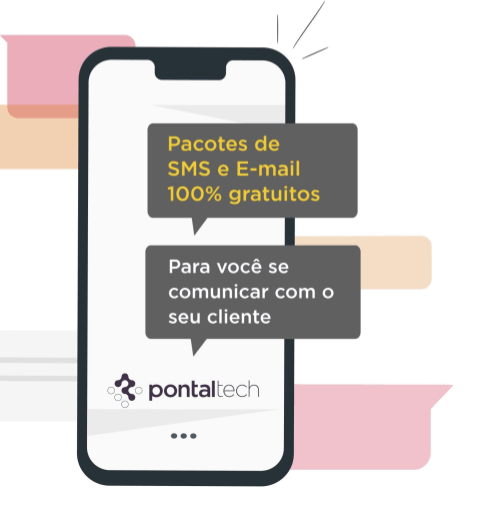 Pacotes de
SMS e E-mail
100% gratuitos
Para você se
comunicar com o
seu cliente
pontaltech